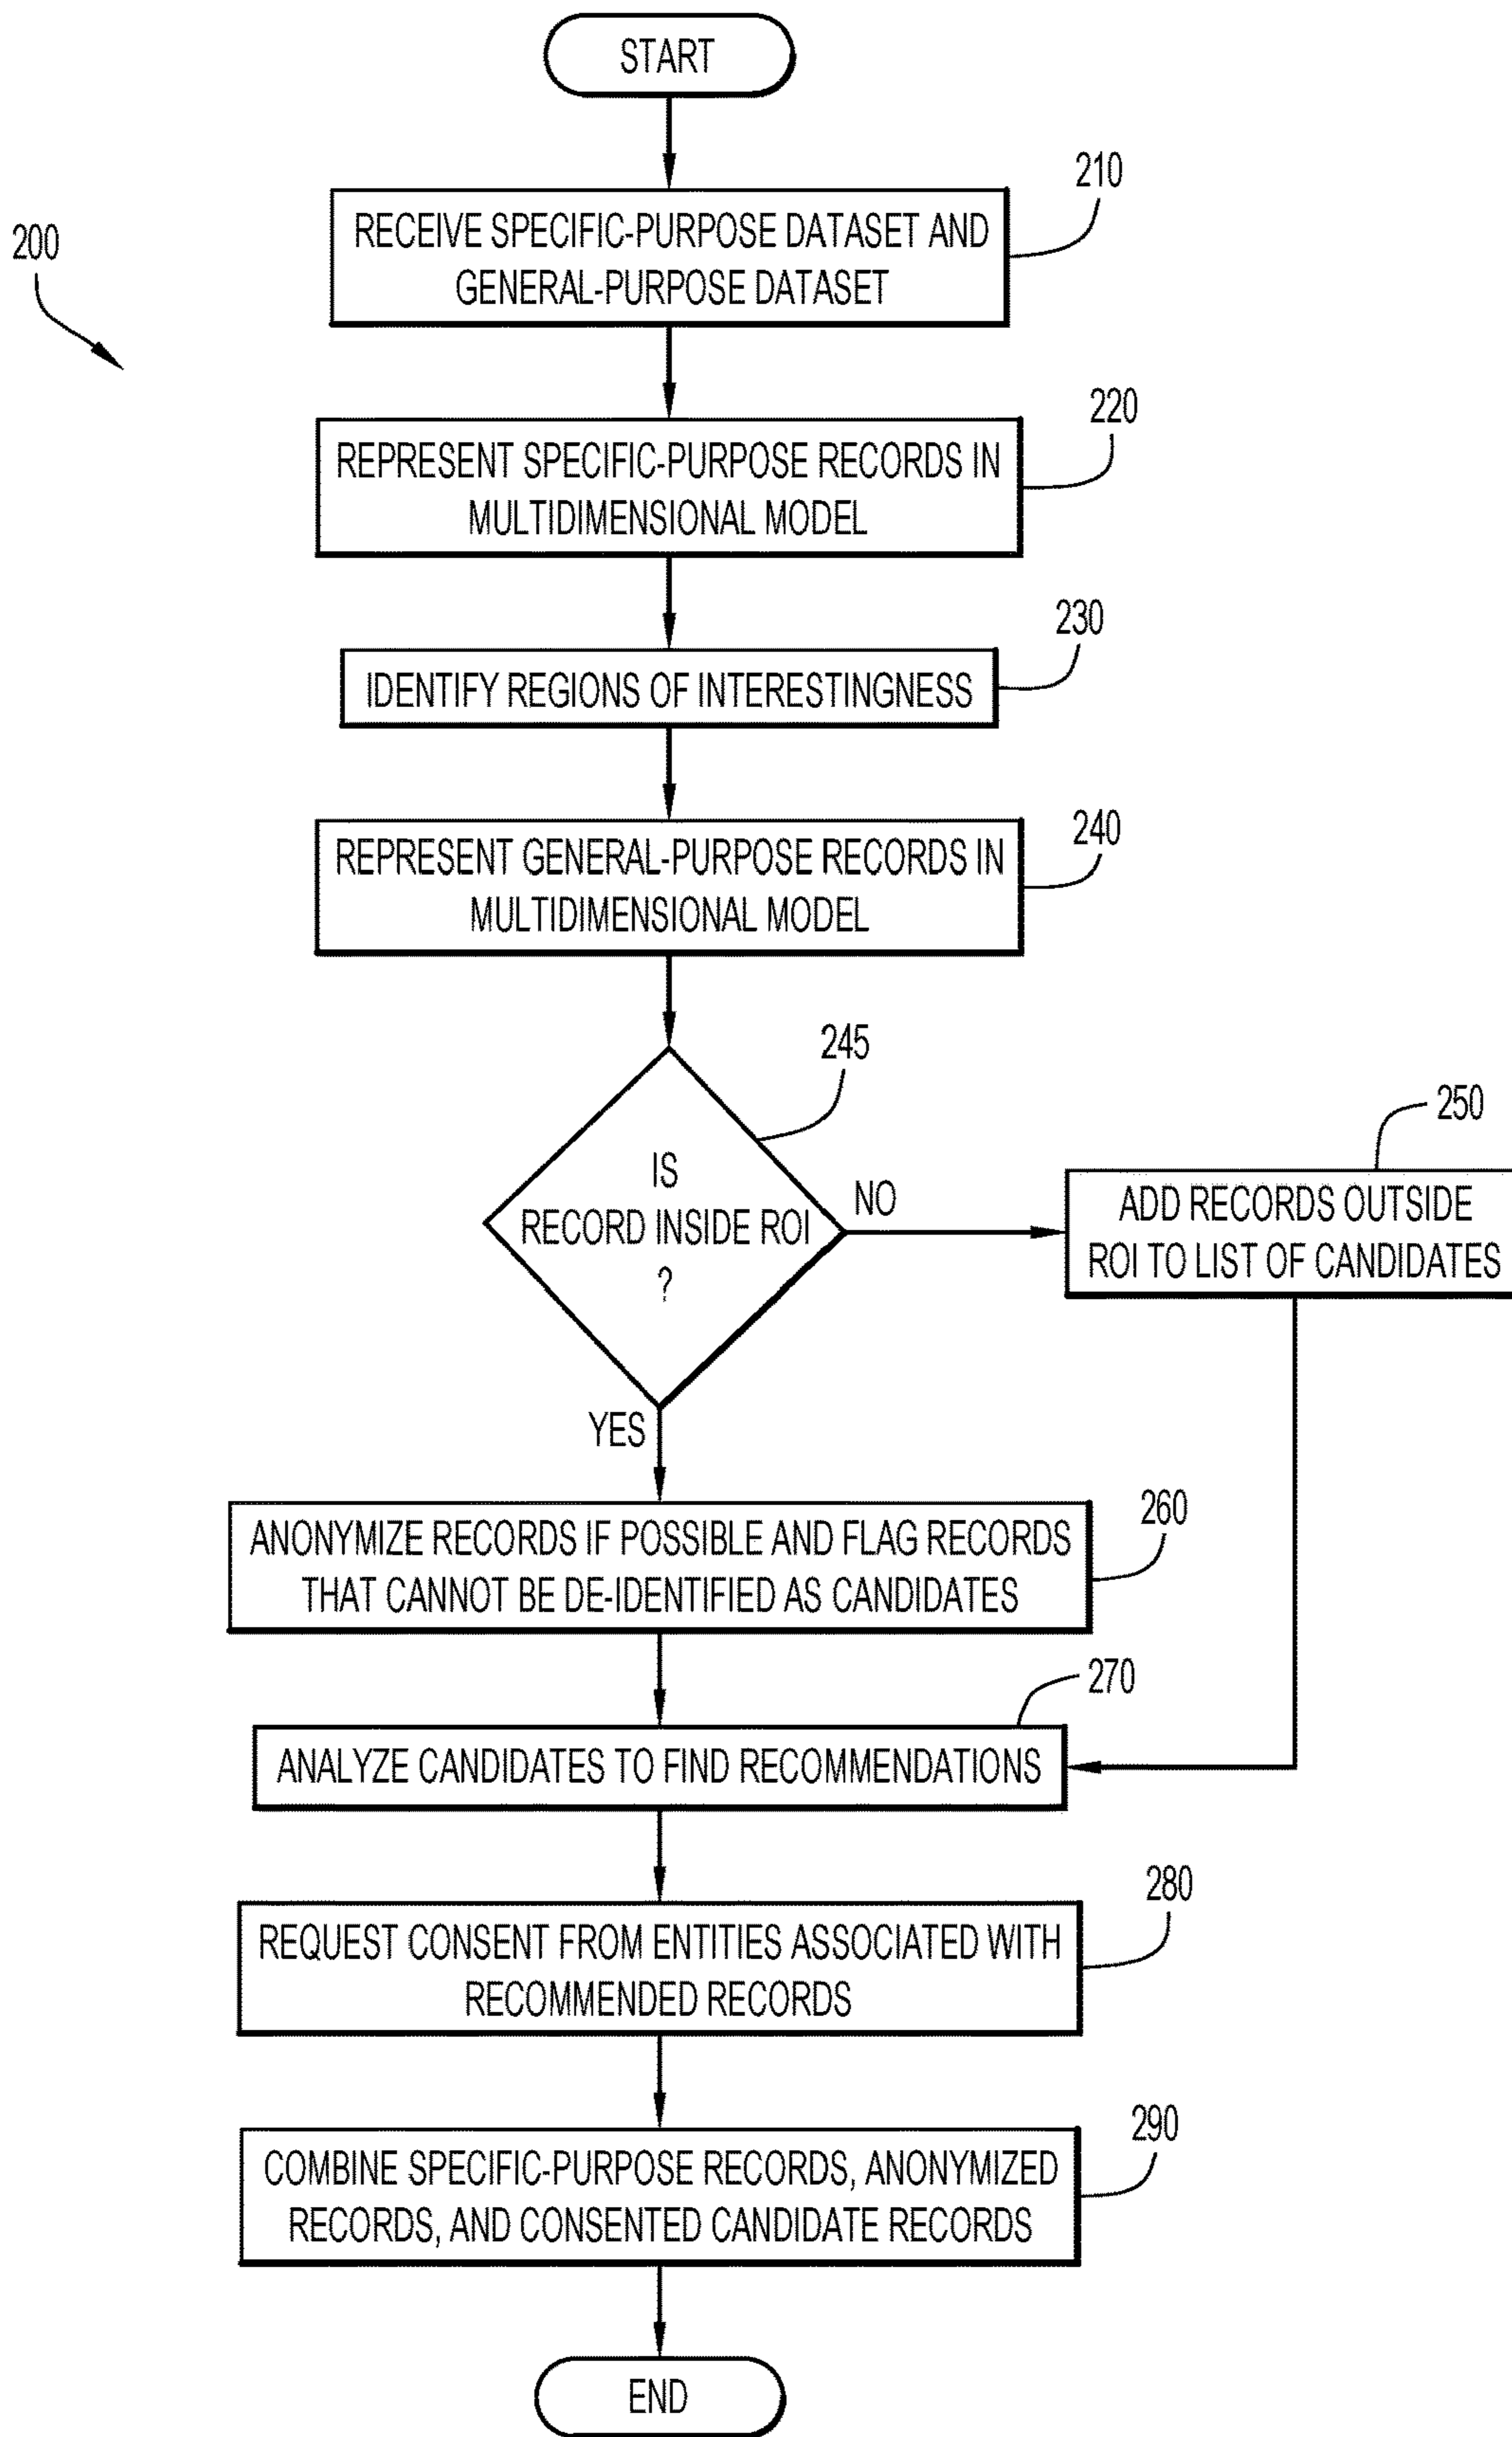 START
210
RECEIVE SPECIFIC-PURPOSE DATASET AND
GENERAL-PURPOSE DATASET
200
220
REPRESENT SPECIFIC-PURPOSE RECORDS IN
MULTIDIMENSIONAL MODEL
230
IDENTIFY REGIONS OF INTERESTINGNESS
240
REPRESENT GENERAL-PURPOSE RECORDS IN
MULTIDIMENSIONAL MODEL
245
IS
RECORD INSIDE ROI
?
NO
250
ADD RECORDS OUTSIDE
ROI TO LIST OF CANDIDATES
YES
260
ANONYMIZE RECORDS IF POSSIBLE AND FLAG RECORDS
THAT CANNOT BE DE-IDENTIFIED AS CANDIDATES
270
ANALYZE CANDIDATES TO FIND RECOMMENDATIONS
280
REQUEST CONSENT FROM ENTITIES ASSOCIATED WITH
RECOMMENDED RECORDS
290
COMBINE SPECIFIC-PURPOSE RECORDS, ANONYMIZED
RECORDS, AND CONSENTED CANDIDATE RECORDS
END